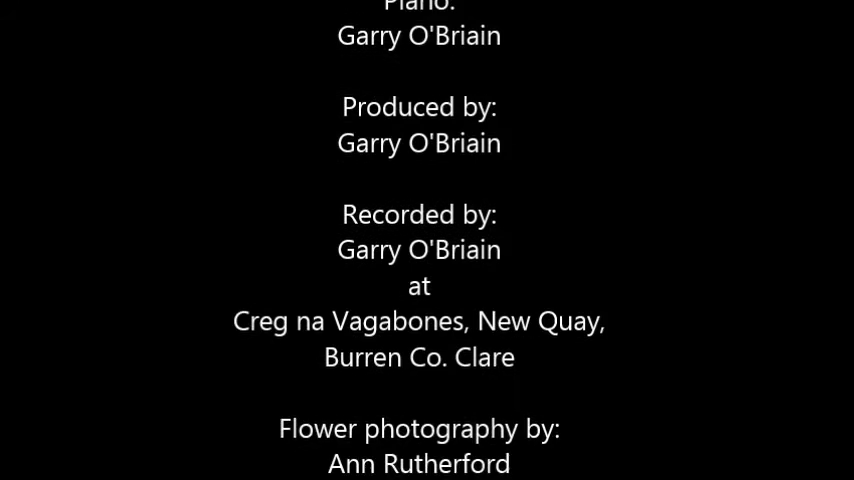 Piano:
Garry O'Briain
Produced by:
Garry O'Briain
Recorded by:
Garry O'Briain
at
Creg na Vagabones, New Quay,
Burren Co. Clare
Flower photography by:
Ann Rutherford